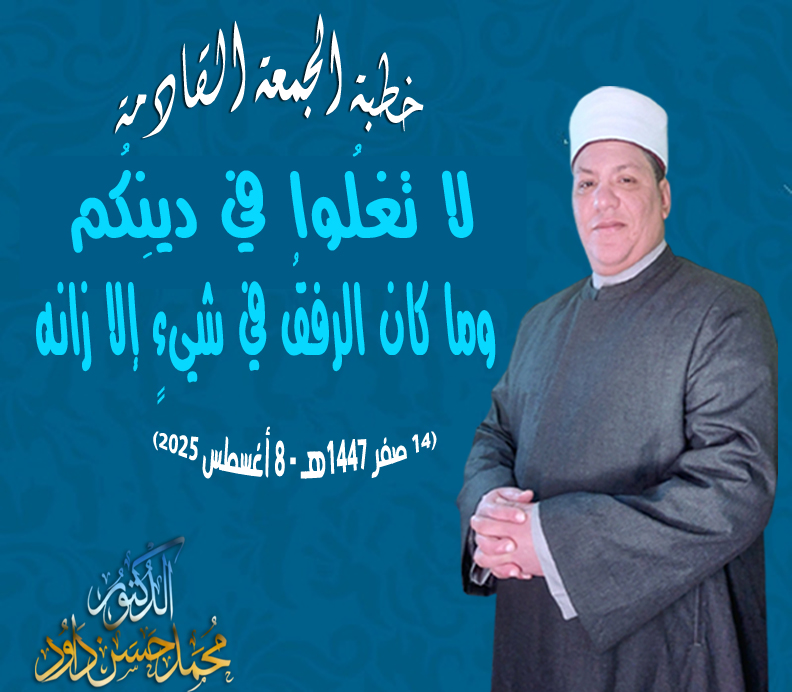 خطبة الجمعة القادمة
لا تغلُوا في دينِكُم
وما كان الرفقُ في شيءٍ إلا زانه
(14 صفر 1447هـ - 8 أغسطس 2025)
الدكتور
محمد حسن داود